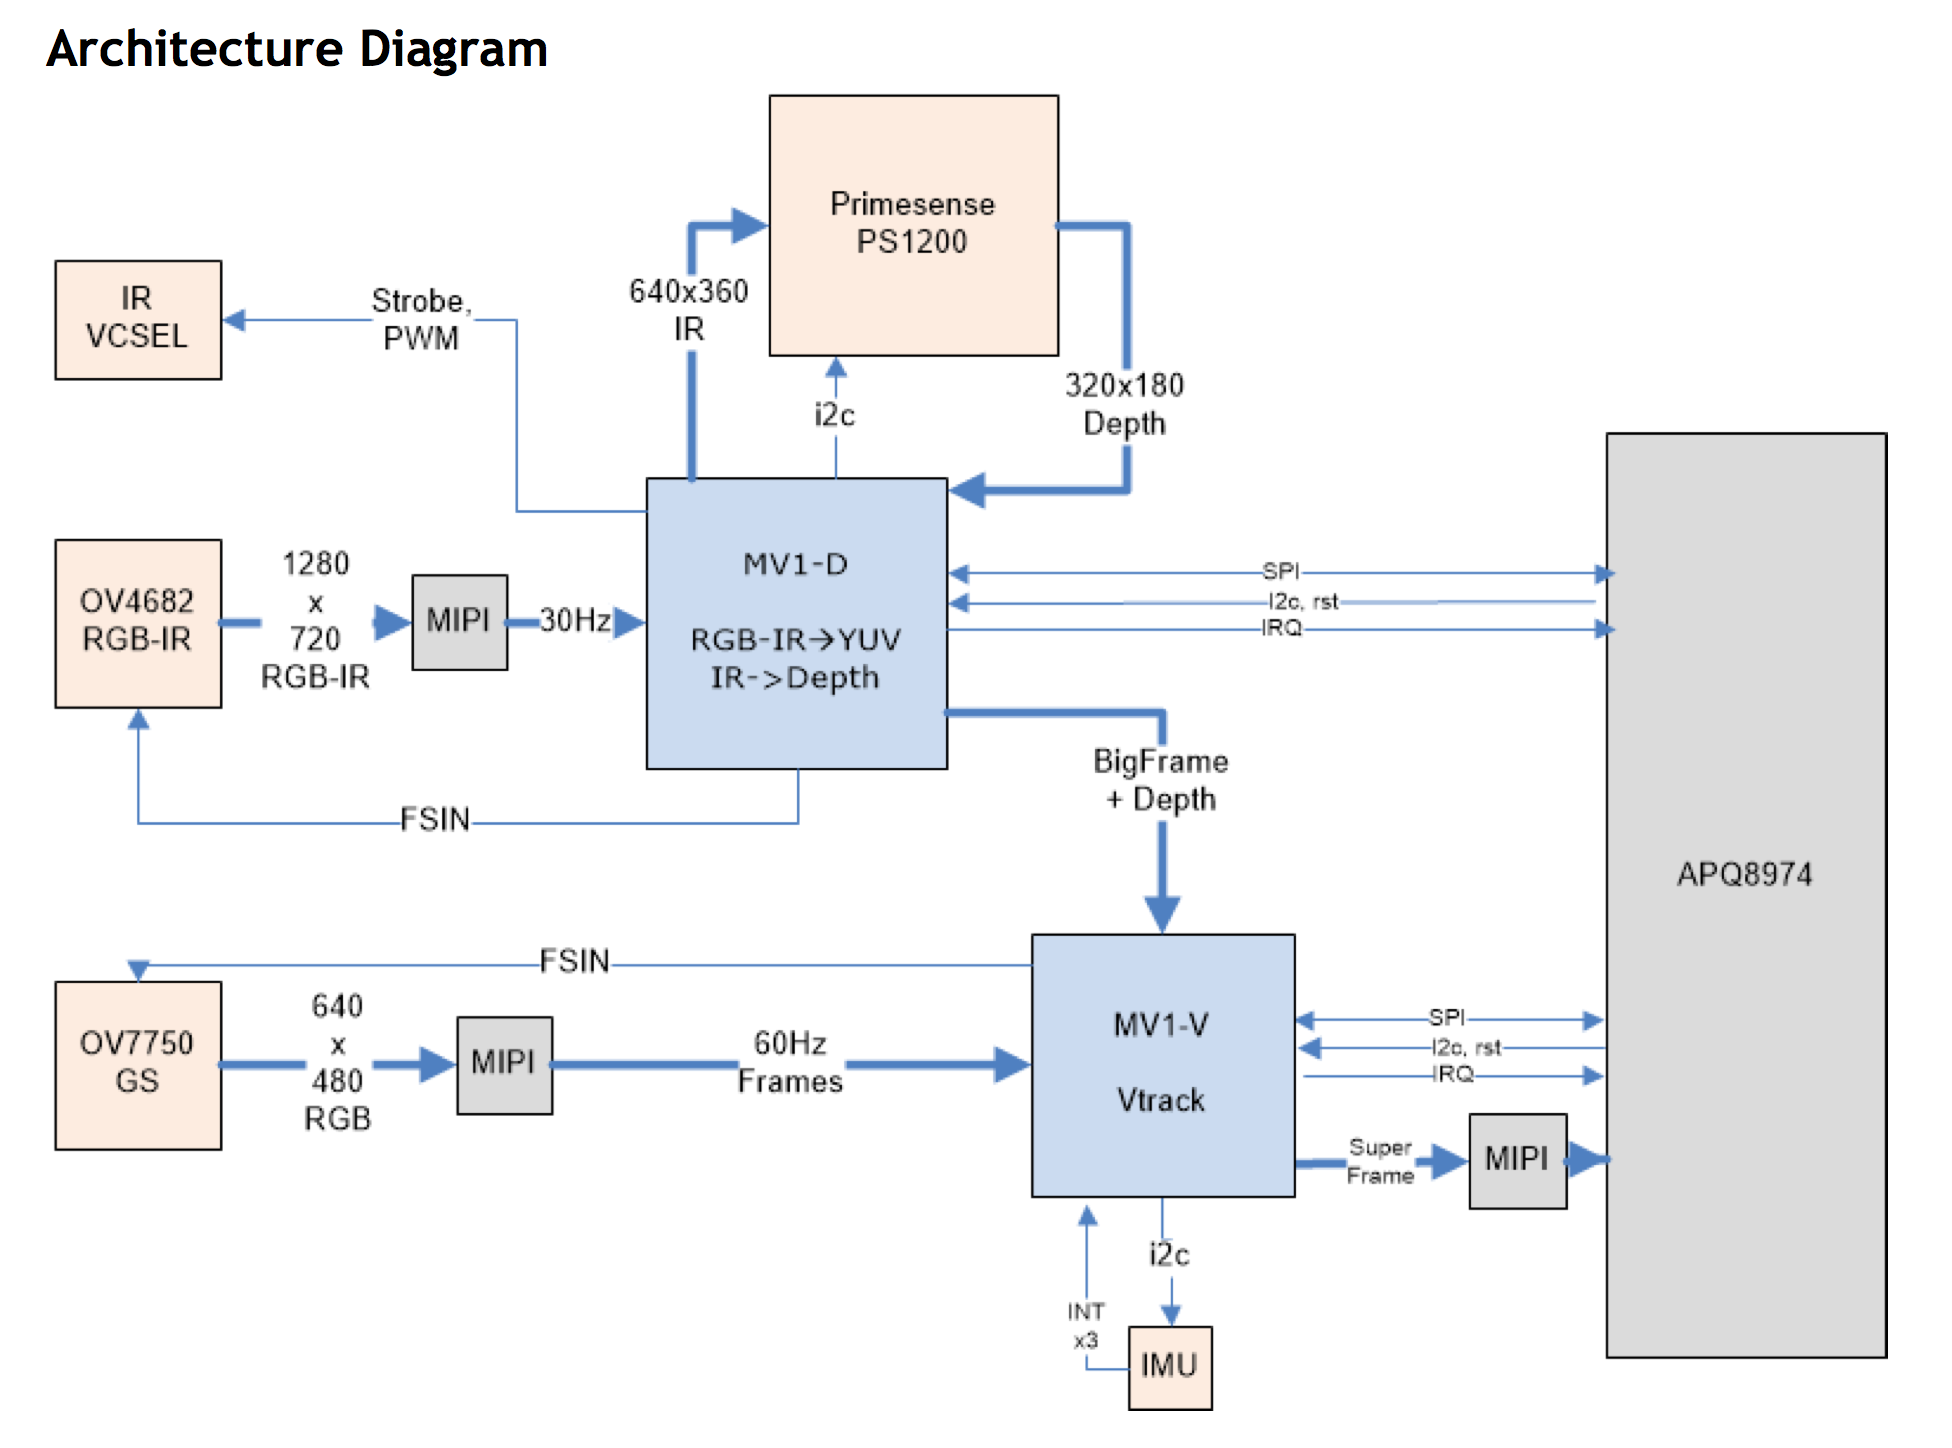 Architecture Diagram
Primesense
PS1200
IR
VCSEL
Strobe,
PWM
640x360
IR
i2c
320x180
Depth
OV4682
RGB-IR
1280
x
720
RGB-IR
MIPI
30Hz
MV1-D
RGB-IR→YUV
IR->Depth
SPI
I2c, rst
IRQ
BigFrame
+ Depth
FSIN
APQ8974
FSIN
OV7750
GS
640
x
480
RGB
MIPI
60Hz
Frames
MV1-V
Vtrack
SPI
I2c, rst
IRQ
Super
Frame
MIPI
i2c
INT
x3
IMU